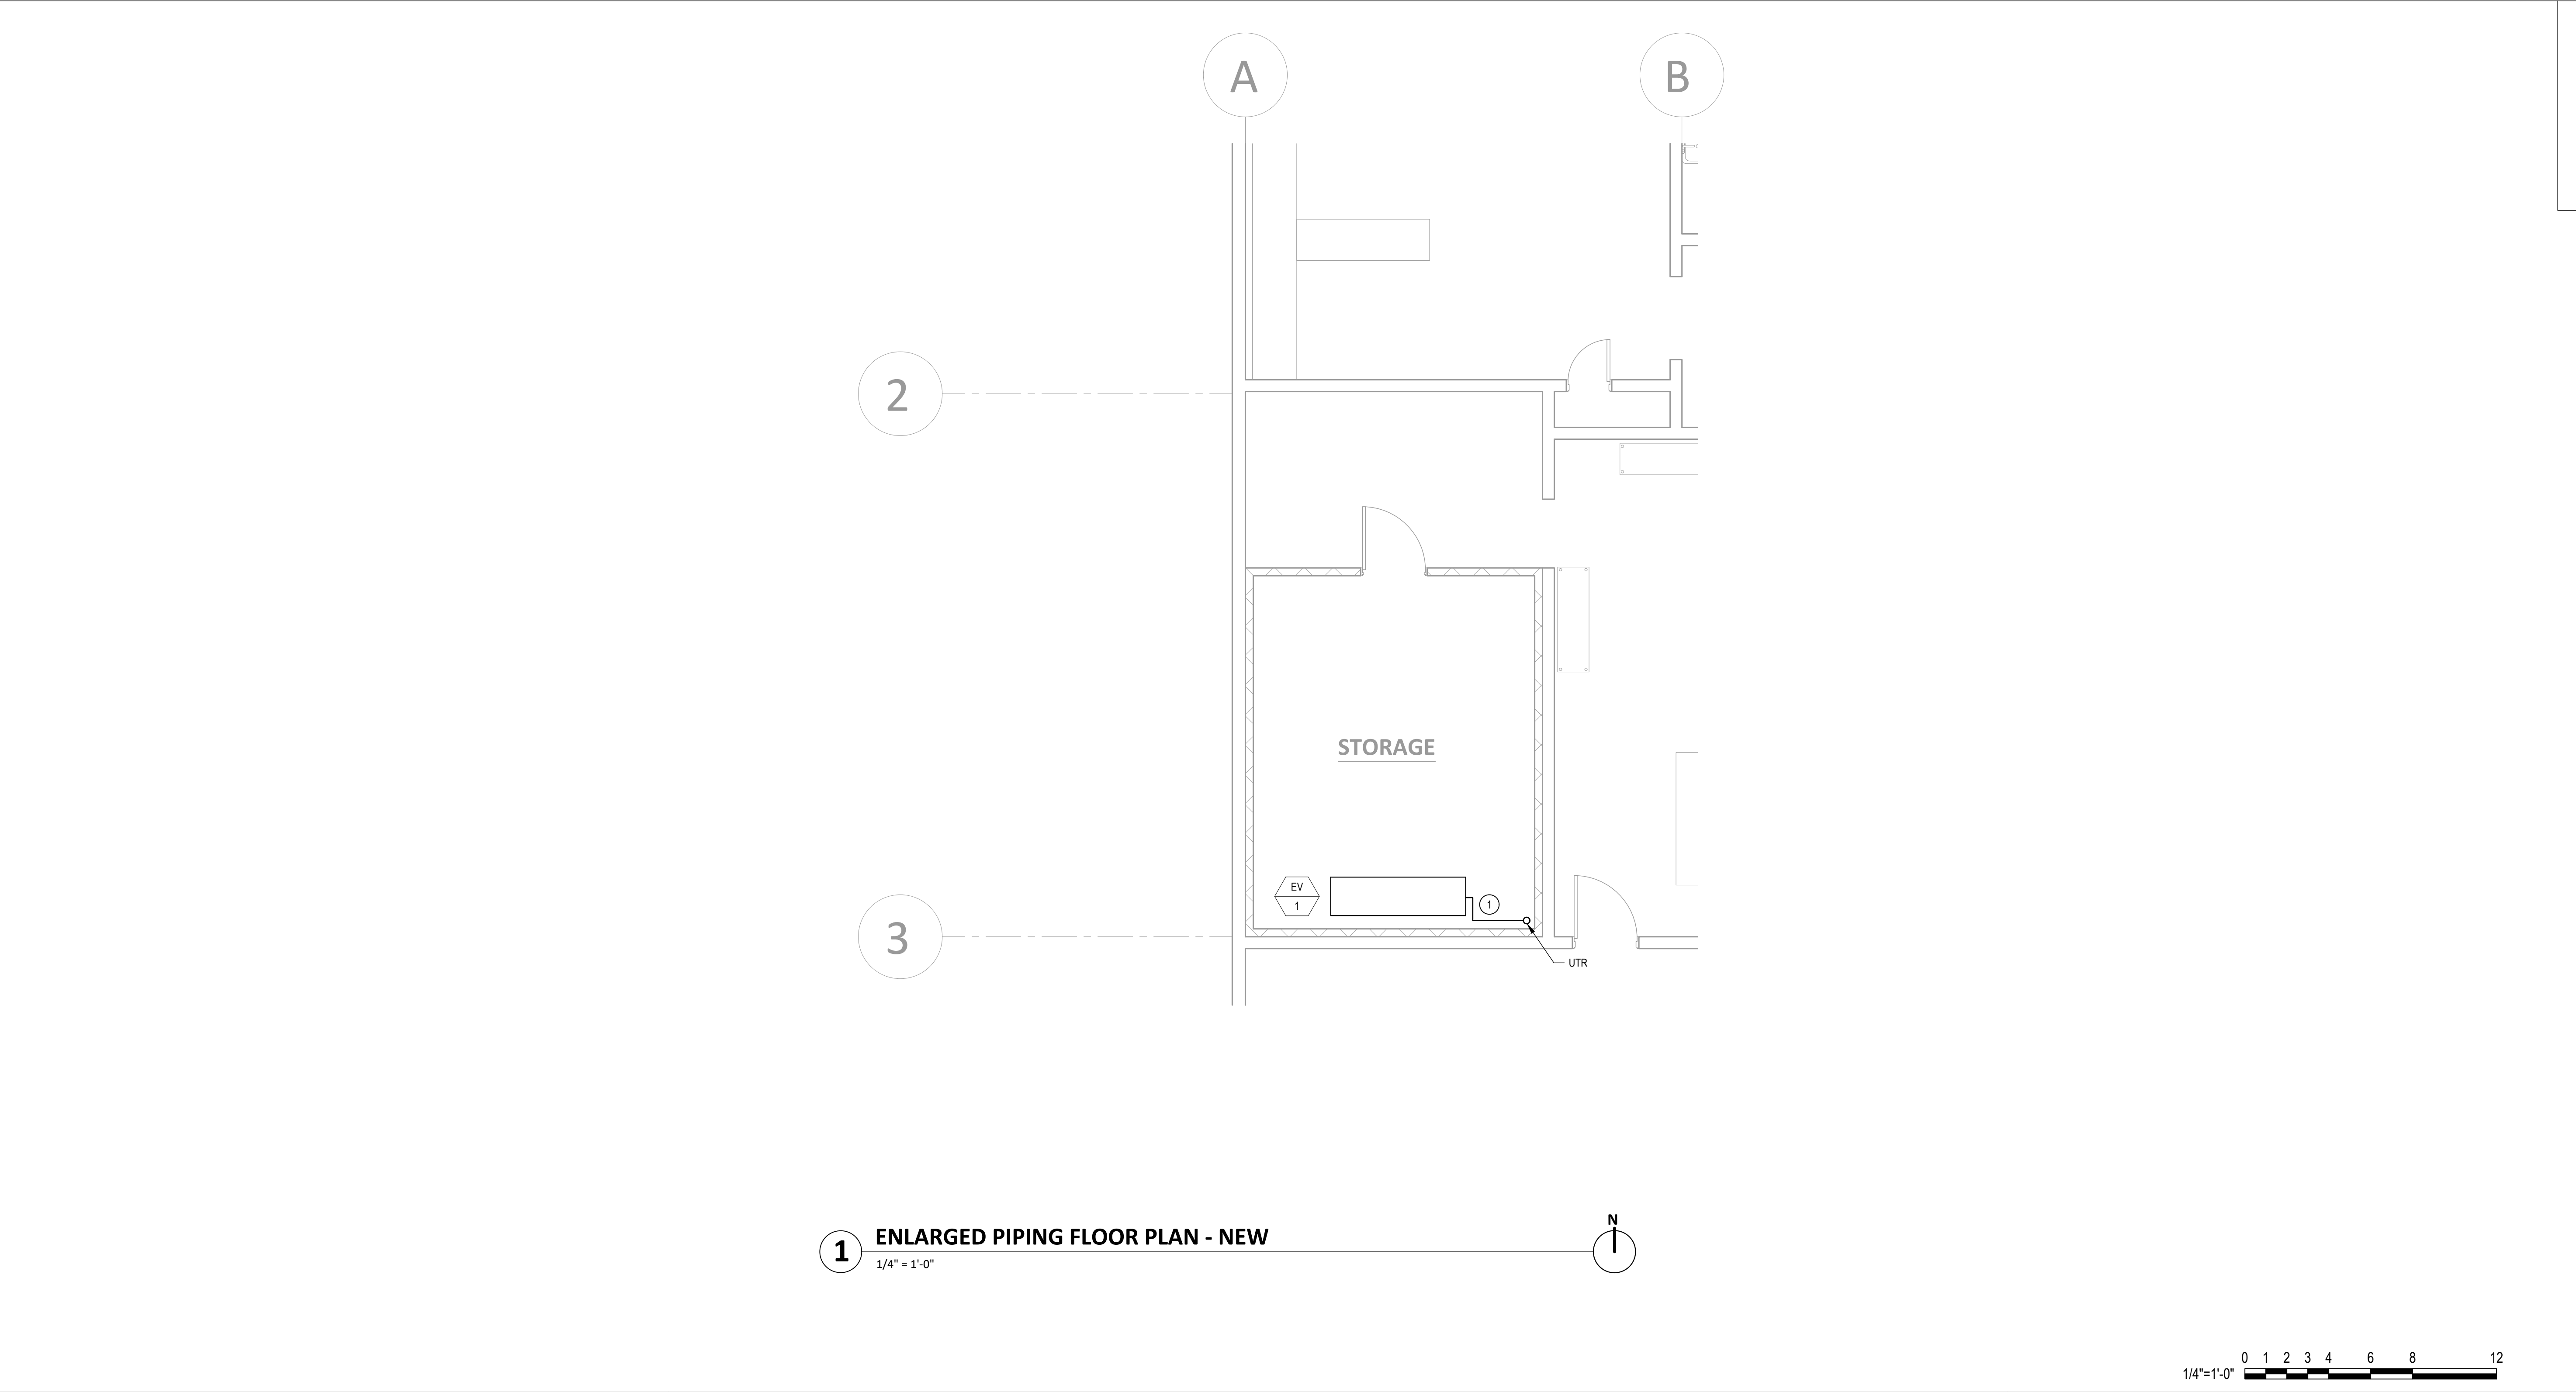 A
B
2
STORAGE
EV
1
1
3
UTR
N
1
ENLARGED PIPING FLOOR PLAN - NEW
1/4" = 1'-0"
0 1 2 3 4 6 8 12
1/4"=1'-0"